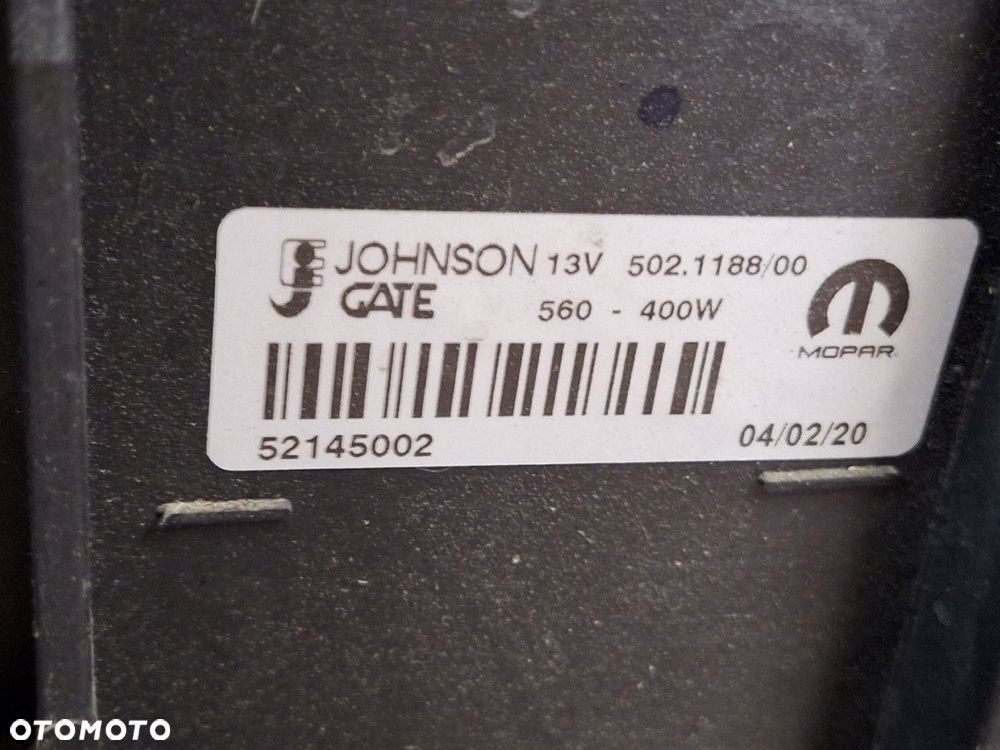 JOHNSON 13V 502.1188/00
GATE 560 - 400W
MOPAR
52145002 04/02/20
OTOMOTO